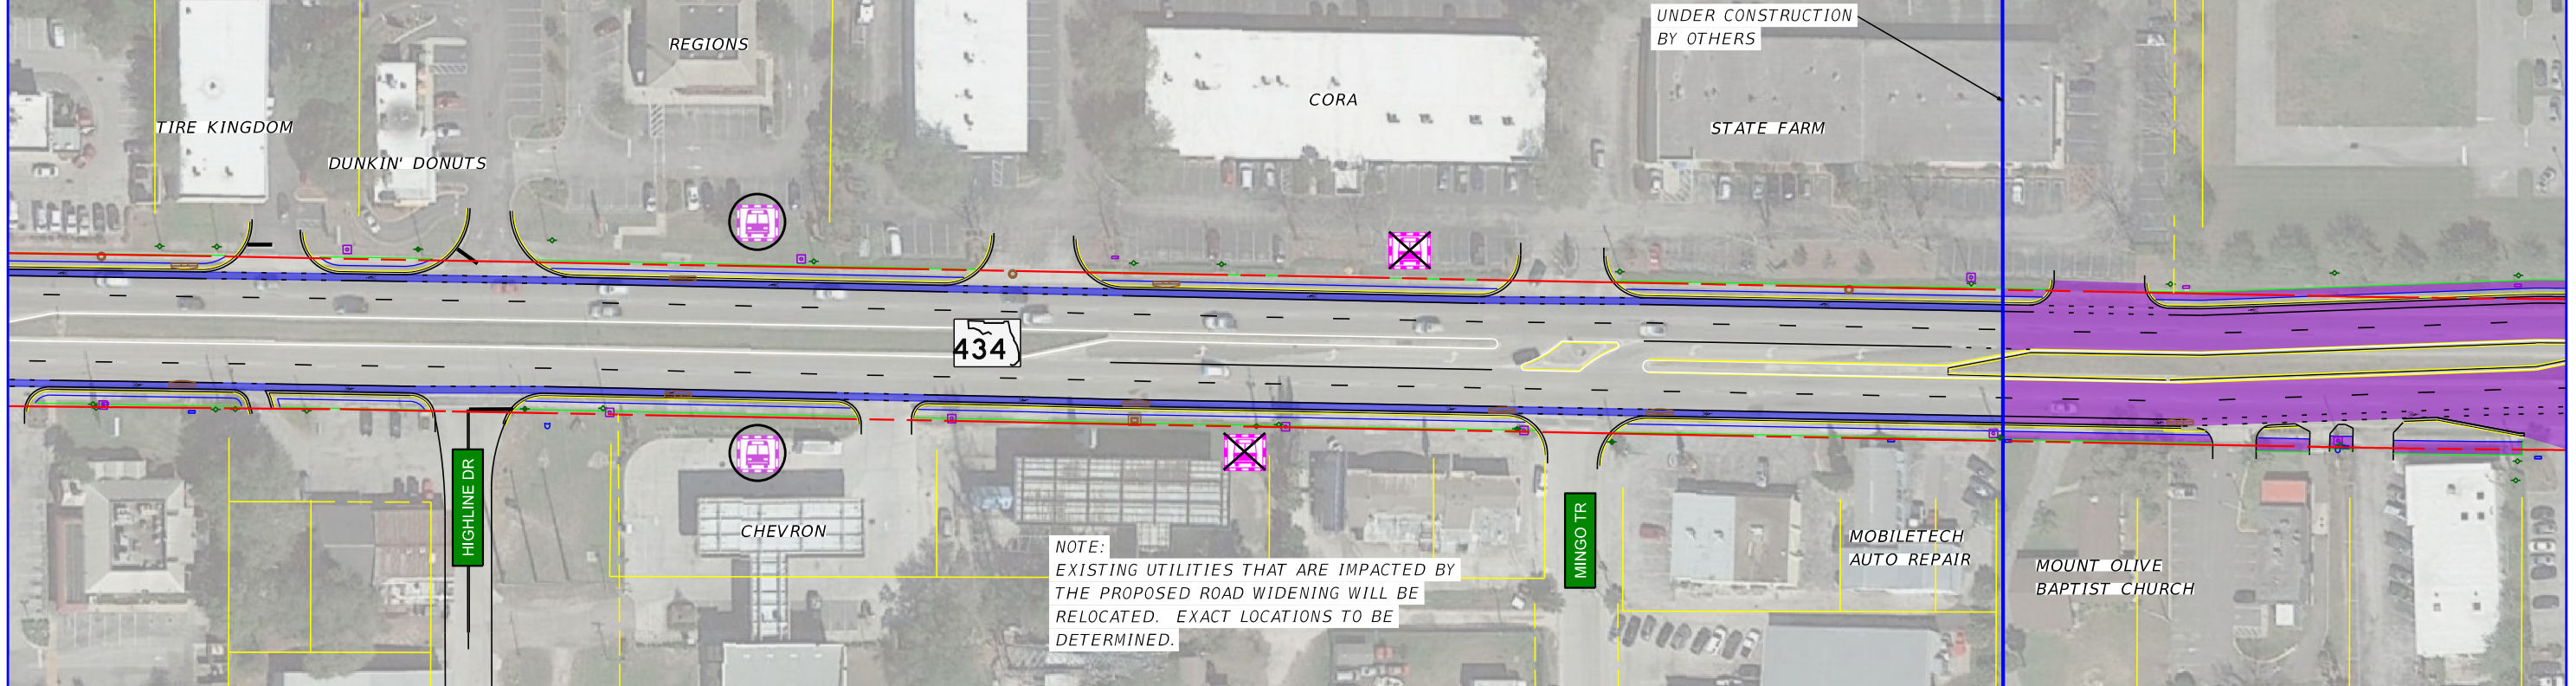 REGIONS
UNDER CONSTRUCTION
BY OTHERS
CORA
TIRE KINGDOM
STATE FARM
DUNKIN' DONUTS
434
HIGHLINE DR
CHEVRON
MINGO TR
NOTE:
EXISTING UTILITIES THAT ARE IMPACTED BY
THE PROPOSED ROAD WIDENING WILL BE
RELOCATED. EXACT LOCATIONS TO BE
DETERMINED.
MOBILETECH
AUTO REPAIR
MOUNT OLIVE
BAPTIST CHURCH